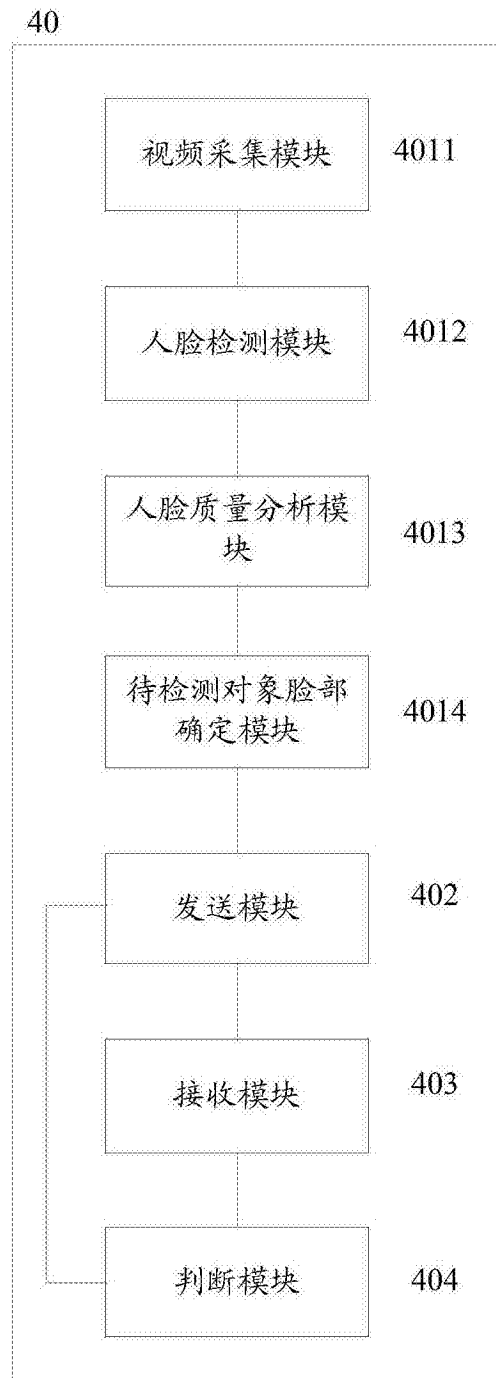 40
视频采集模块
4011
人脸检测模块
4012
人脸质量分析模
块
4013
待检测对象脸部
确定模块
4014
发送模块
402
接收模块
403
判断模块
404